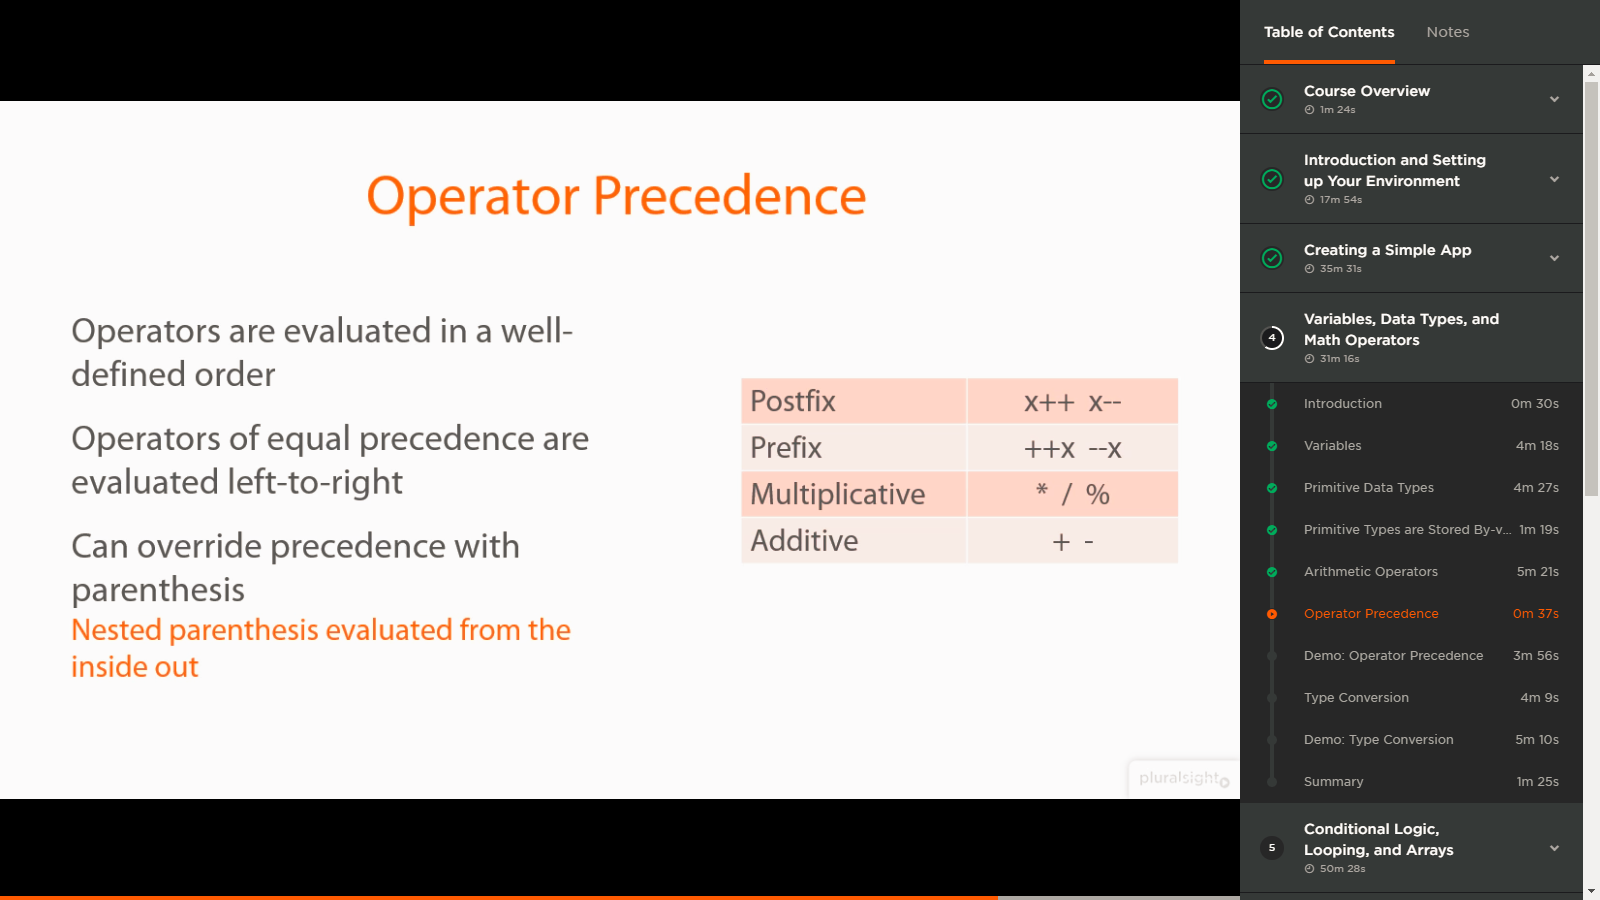 Operator Precedence
Operators are evaluated in a well-
defined order
Operators of equal precedence are
evaluated left-to-right
Can override precedence with
parenthesis
Nested parenthesis evaluated from the
inside out
Postfix x++ x--
Prefix ++x --x
Multiplicative * / %
Additive + -
pluralsight
Table of Contents Notes
Course Overview
1m 24s
Introduction and Setting
up Your Environment
17m 54s
Creating a Simple App
35m 31s
4
Variables, Data Types, and
Math Operators
31m 16s
Introduction 0m 30s
Variables 4m 18s
Primitive Data Types 4m 27s
Primitive Types are Stored By-v... 1m 19s
Arithmetic Operators 5m 21s
Operator Precedence 0m 37s
Demo: Operator Precedence 3m 56s
Type Conversion 4m 9s
Demo: Type Conversion 5m 10s
Summary 1m 25s
5
Conditional Logic,
Looping, and Arrays
50m 28s